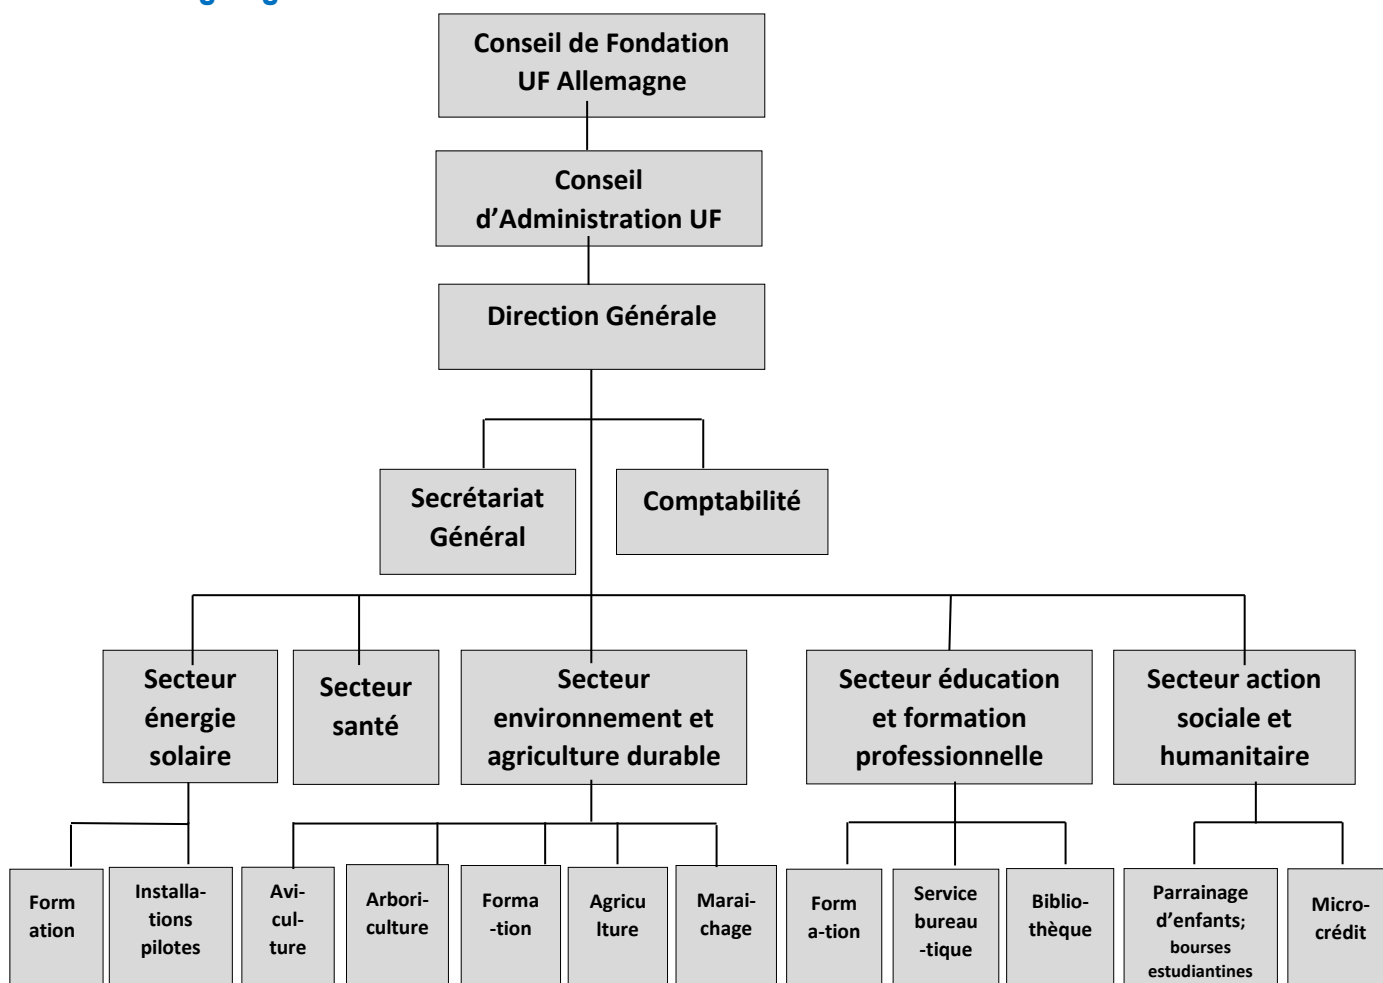 Conseil de Fondation
UF Allemagne
Conseil
d’Administration UF
Direction Générale
Secrétariat
Général
Comptabilité
Secteur
énergie
solaire
Secteur
santé
Secteur
environnement et
agriculture durable
Secteur éducation
et formation
professionnelle
Secteur action
sociale et
humanitaire
Form
ation
Installa-
tions
pilotes
Avi-
cul-
ture
Arbori-
culture
Forma
-tion
Agricu
lture
Marai-
chage
Form
a-tion
Service
bureau
-tique
Biblio-
thèque
Parrainage
d’enfants;
bourses
estudiantines
Micro-
crédit